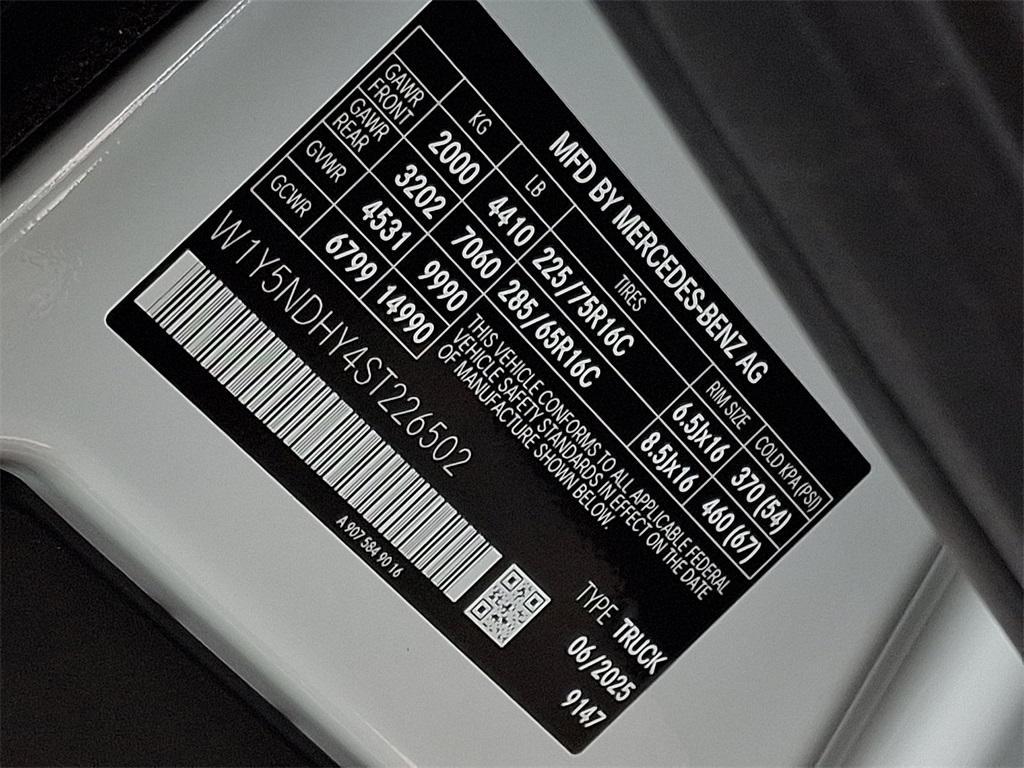 MFD BY MERCEDES-BENZ AG
KG LB TIRES RIM SIZE COLD KPA(PSI)
GAWR FRONT 2000 4410 225/75R16C 6.5Jx16 370(54)
GAWR REAR 3202 7060 285/65R16C 8.5Jx16 460(67)
GVWR 4531 9990
GCWR 6799 14990
THIS VEHICLE CONFORMS TO ALL APPLICABLE FEDERAL
VEHICLE SAFETY STANDARDS IN EFFECT ON THE DATE
OF MANUFACTURE SHOWN BELOW
W1Y5NDHY4ST226502
TYPE TRUCK
06/2025
9147
A 907 584 90 16